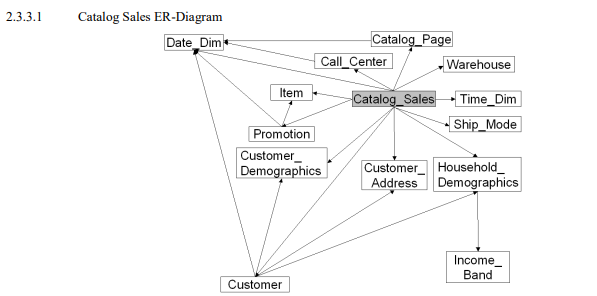 2.3.3.1 Catalog Sales ER-Diagram
Date_Dim
Catalog_Page
Call_Center
Warehouse
Item
Catalog_Sales
Time_Dim
Ship_Mode
Promotion
Customer_
Demographics
Customer_
Address
Household_
Demographics
Income_
Band
Customer